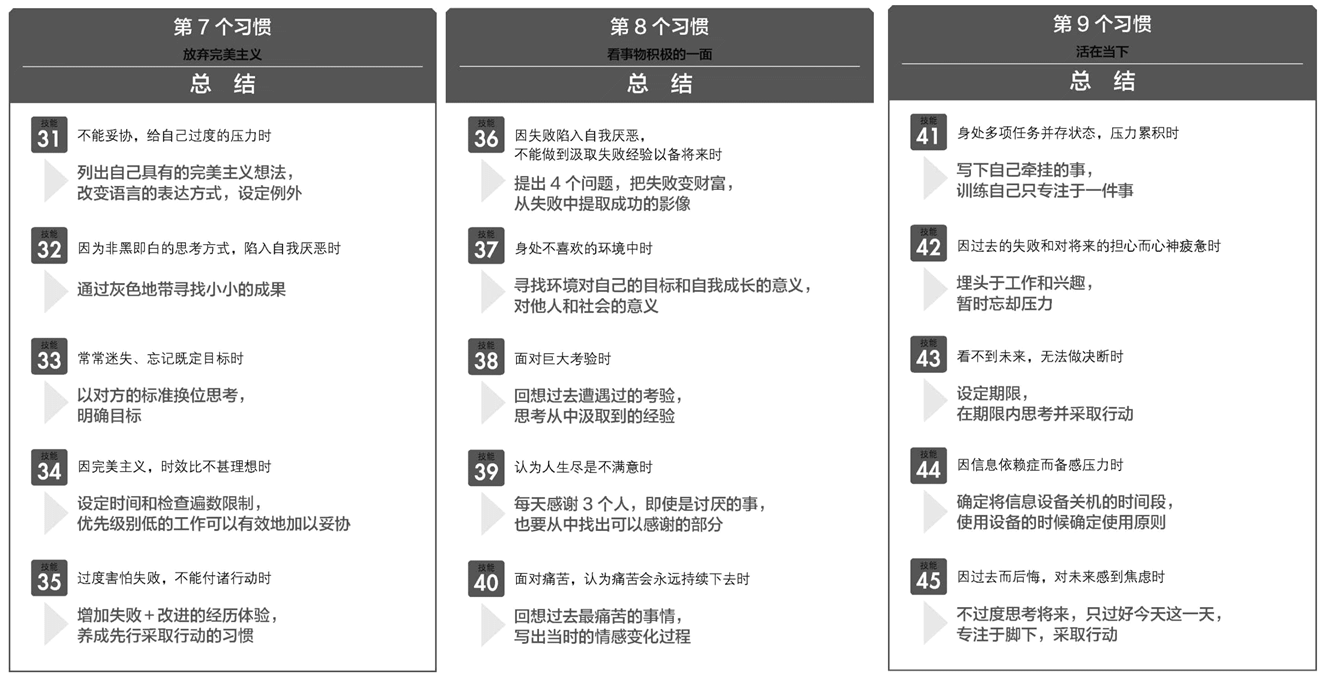 第7个习惯
放弃完美主义
总 结
技能
31 不能妥协，给自己过度的压力时
列出自己具有的完美主义想法，
改变语言的表达方式，设定例外
技能
32 因为非黑即白的思考方式，陷入自我厌恶时
通过灰色地带寻找小小的成果
技能
33 常常迷失、忘记既定目标时
以对方的标准换位思考，
明确目标
技能
34 因完美主义，时效比不甚理想时
设定时间和检查遍数限制，
优先级别低的工作可以有效地加以妥协
技能
35 过度害怕失败，不能付诸行动时
增加失败＋改进的经历体验，
养成先行采取行动的习惯
第8个习惯
看事物积极的一面
总 结
技能
36 因失败陷入自我厌恶，
不能做到汲取失败经验以备将来时
提出4个问题，把失败变财富，
从失败中提取成功的影像
技能
37 身处不喜欢的环境中时
寻找环境对自己的目标和自我成长的意义，
对他人和社会的意义
技能
38 面对巨大考验时
回想过去遭遇过的考验，
思考从中汲取到的经验
技能
39 认为人生尽是不满意时
每天感谢3个人，即使是讨厌的事，
也要从中找出可以感谢的部分
技能
40 面对痛苦，认为痛苦会永远持续下去时
回想过去最痛苦的事情，
写出当时的情感变化过程
第9个习惯
活在当下
总 结
技能
41 身处多项任务并存状态，压力累积时
写下自己牵挂的事，
训练自己只专注于一件事
技能
42 因过去的失败和对将来的担心而心神疲惫时
埋头于工作和兴趣，
暂时忘却压力
技能
43 看不到未来，无法做决断时
设定期限，
在期限内思考并采取行动
技能
44 因信息依赖症而备感压力时
确定将信息设备关机的时间段，
使用设备的时候确定使用原则
技能
45 因过去而后悔，对未来感到焦虑时
不过度思考将来，只过好今天这一天，
专注于脚下，采取行动